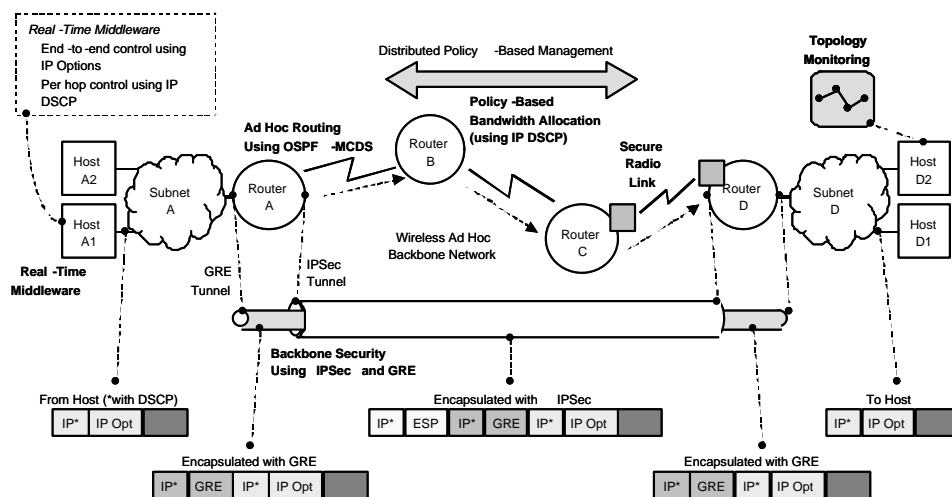 Real -Time Middleware
End -to -end control using
IP Options
Per hop control using IP
DSCP
Distributed Policy -Based Management
Topology
Monitoring
Policy -Based
Bandwidth Allocation
(using IP DSCP)
Ad Hoc Routing
Using OSPF -MCDS
Router
B
Secure
Radio
Link
Host
A2
Subnet
A
Router
A
Router
D
Subnet
D
Host
D2
Host
A1
Router
C
Host
D1
Wireless Ad Hoc
Backbone Network
Real -Time
Middleware
GRE
Tunnel
IPSec
Tunnel
Backbone Security
Using IPSec and GRE
From Host (*with DSCP)
IP* IP Opt
Encapsulated with IPSec
IP* ESP IP* GRE IP* IP Opt
To Host
IP* IP Opt
Encapsulated with GRE
IP* GRE IP* IP Opt
Encapsulated with GRE
IP* GRE IP* IP Opt